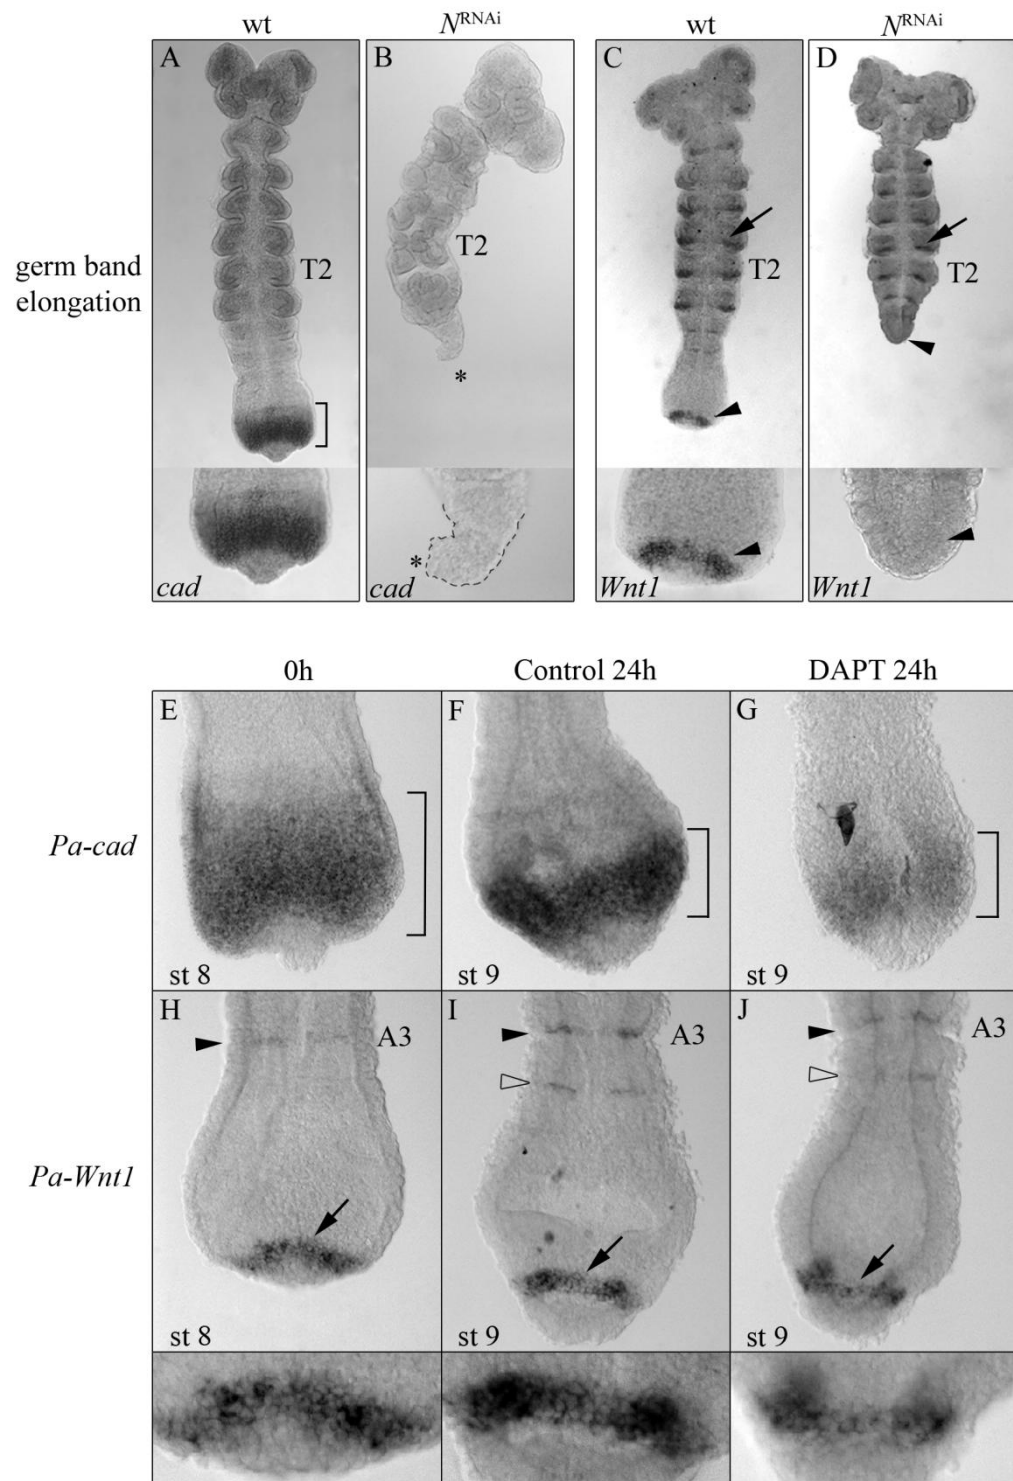 wt
N^RNAi
wt
N^RNAi
A
B
C
D
germ band
elongation
T2
T2
T2
T2
*
*
cad
cad
Wnt1
Wnt1
0h
Control 24h
DAPT 24h
E
F
G
Pa-cad
st 8
st 9
st 9
H
I
J
A3
A3
A3
Pa-Wnt1
st 8
st 9
st 9